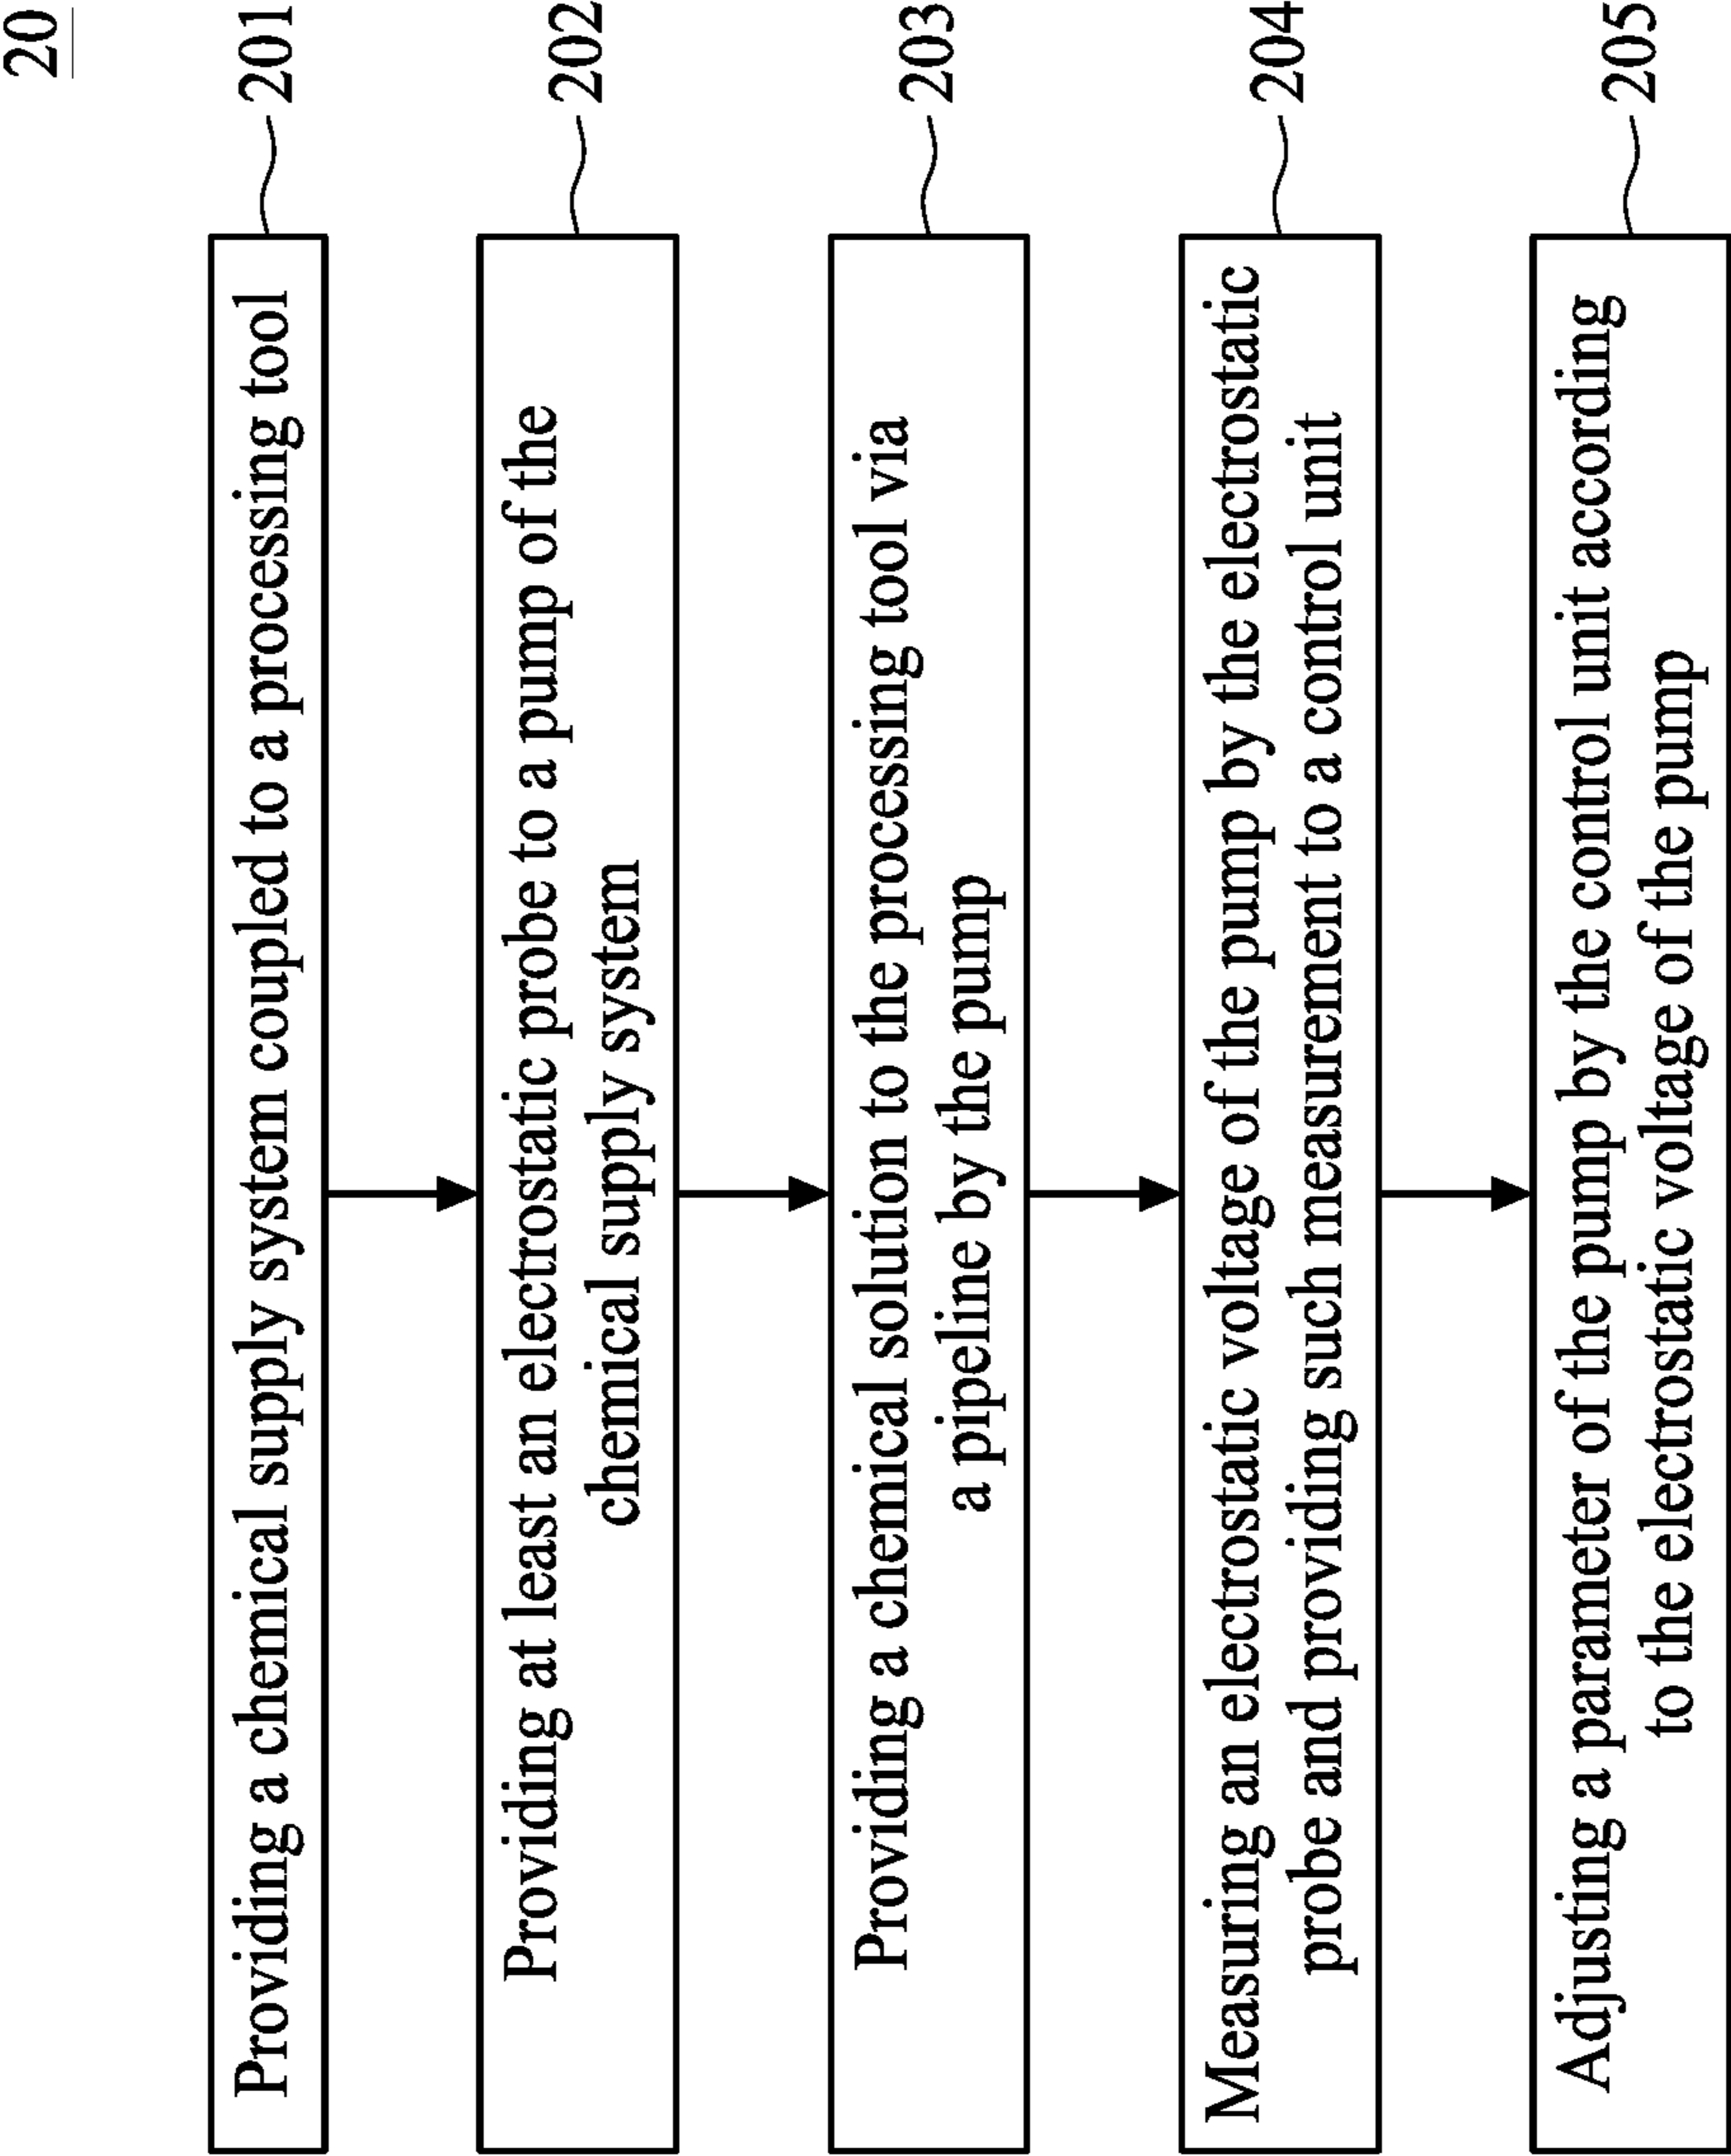 20
Providing a chemical supply system coupled to a processing tool
201
Providing at least an electrostatic probe to a pump of the
chemical supply system
202
Providing a chemical solution to the processing tool via
a pipeline by the pump
203
Measuring an electrostatic voltage of the pump by the electrostatic
probe and providing such measurement to a control unit
204
Adjusting a parameter of the pump by the control unit according
to the electrostatic voltage of the pump
205